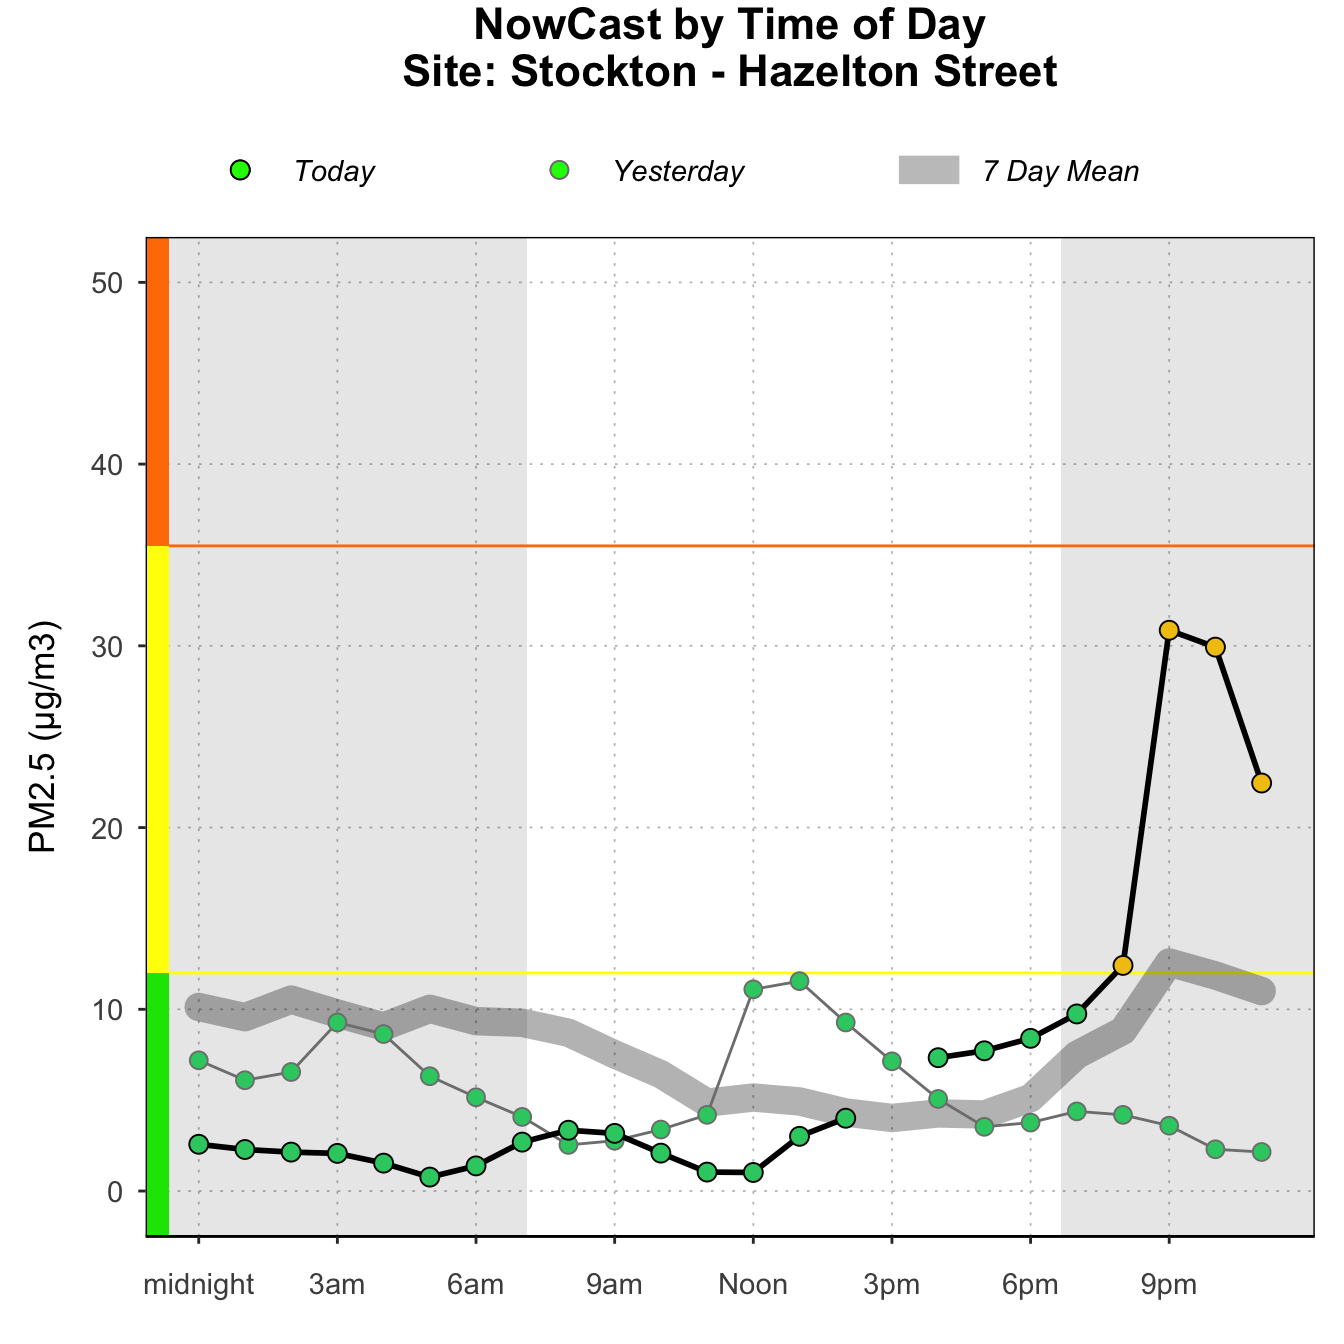 NowCast by Time of Day
Site: Stockton - Hazelton Street
Today Yesterday 7 Day Mean
PM2.5 (µg/m3)
50
40
30
20
10
0
midnight 3am 6am 9am Noon 3pm 6pm 9pm